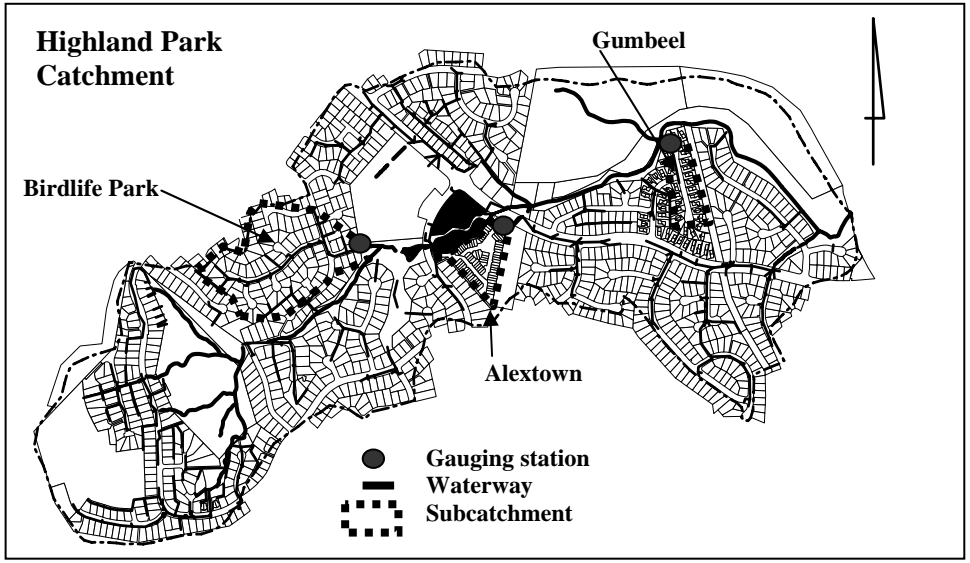 Highland Park
Catchment
Gumbeel
Birdlife Park
Alextown
Gauging station
Waterway
Subcatchment